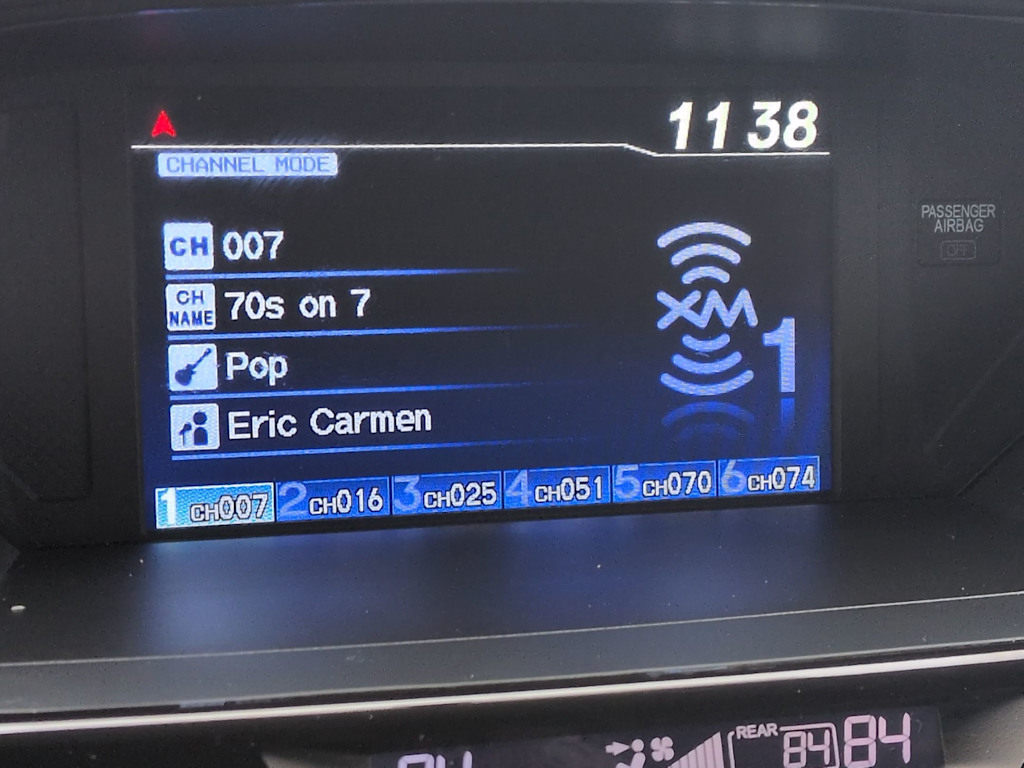 11 38
CHANNEL MODE
PASSENGER
AIRBAG
OFF
CH 007
CH NAME 70s on 7
XM 1
Pop
Eric Carmen
1 CH007 2 CH016 3 CH025 4 CH051 5 CH070 6 CH074
REAR 84 84